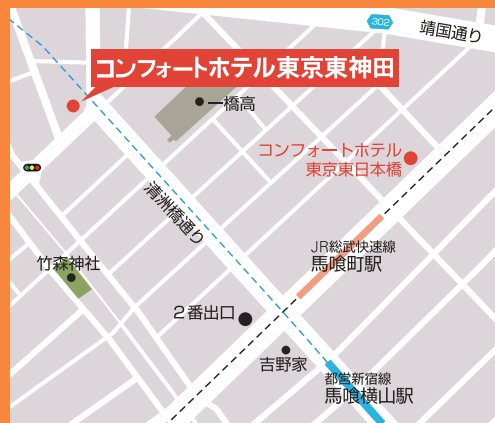 302
靖国通り
コンフォートホテル東京東神田
一橋高
コンフォートホテル
東京東日本橋
清洲橋通り
JR総武快速線
馬喰町駅
竹森神社
2番出口
吉野家
都営新宿線
馬喰横山駅